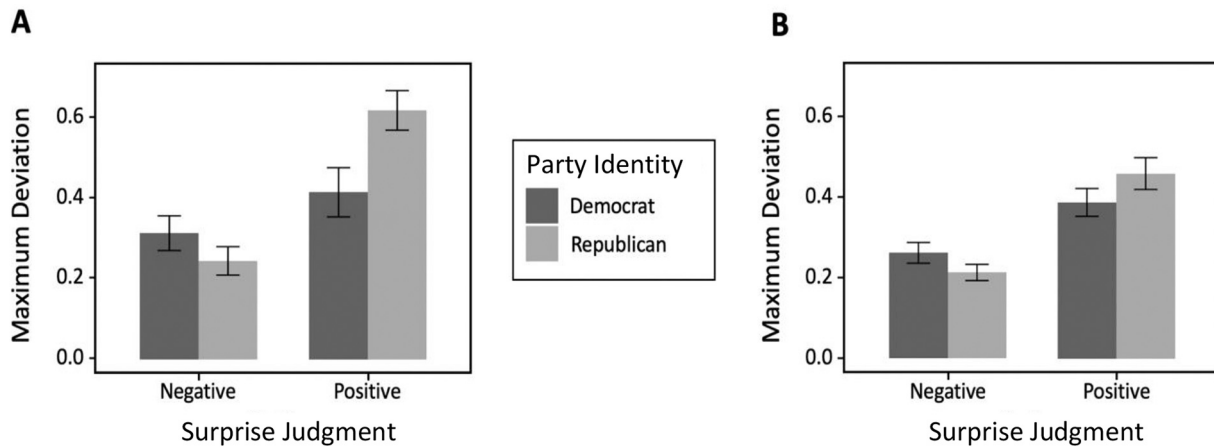 A
Maximum Deviation
0.6
0.4
0.2
0.0
Negative Positive
Surprise Judgment
Party Identity
Democrat
Republican
B
Maximum Deviation
0.6
0.4
0.2
0.0
Negative Positive
Surprise Judgment